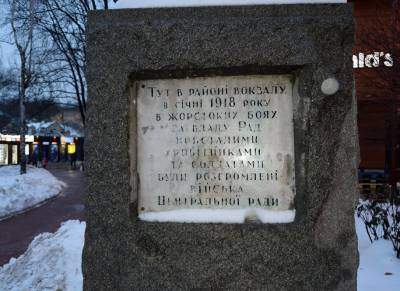 Тут в районі вокзалу
в січні 1918 року
в жорстоких боях
за владу Рад
повсталими
робітниками
та солдатами
були розгромлені
війська
Центральної Ради
ld's